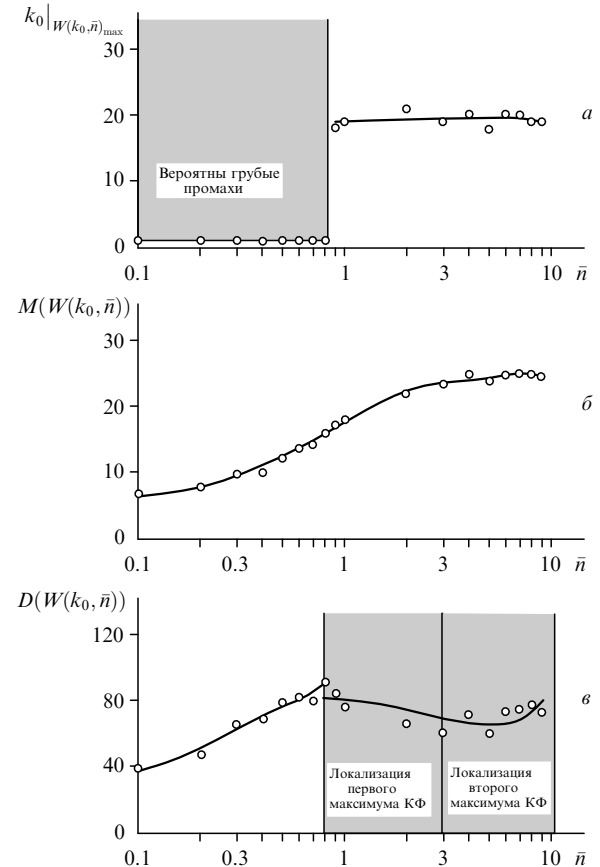 k₀|W(k₀,n̄)max
30
20
10
0
Вероятны грубые
промахи
а
0.1 1 3 10 n̄
M(W(k₀, n̄))
30
20
10
0
б
0.1 0.3 1 3 10 n̄
D(W(k₀, n̄))
120
80
40
0
Локализация
первого
максимума КФ
Локализация
второго
максимума КФ
в
0.1 0.3 1 3 10 n̄